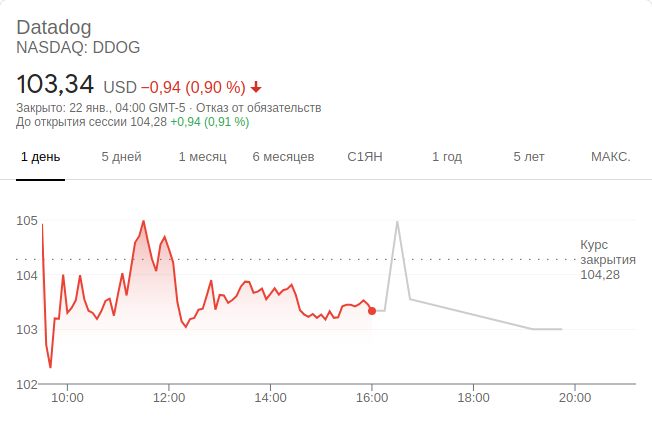 Datadog
NASDAQ: DDOG
103,34 USD −0,94 (0,90 %)
Закрыто: 22 янв., 04:00 GMT-5 · Отказ от обязательств
До открытия сессии 104,28 +0,94 (0,91 %)
1 день 5 дней 1 месяц 6 месяцев С1ЯН 1 год 5 лет МАКС.
105
Курс
закрытия
104,28
104
103
102
10:00 12:00 14:00 16:00 18:00 20:00